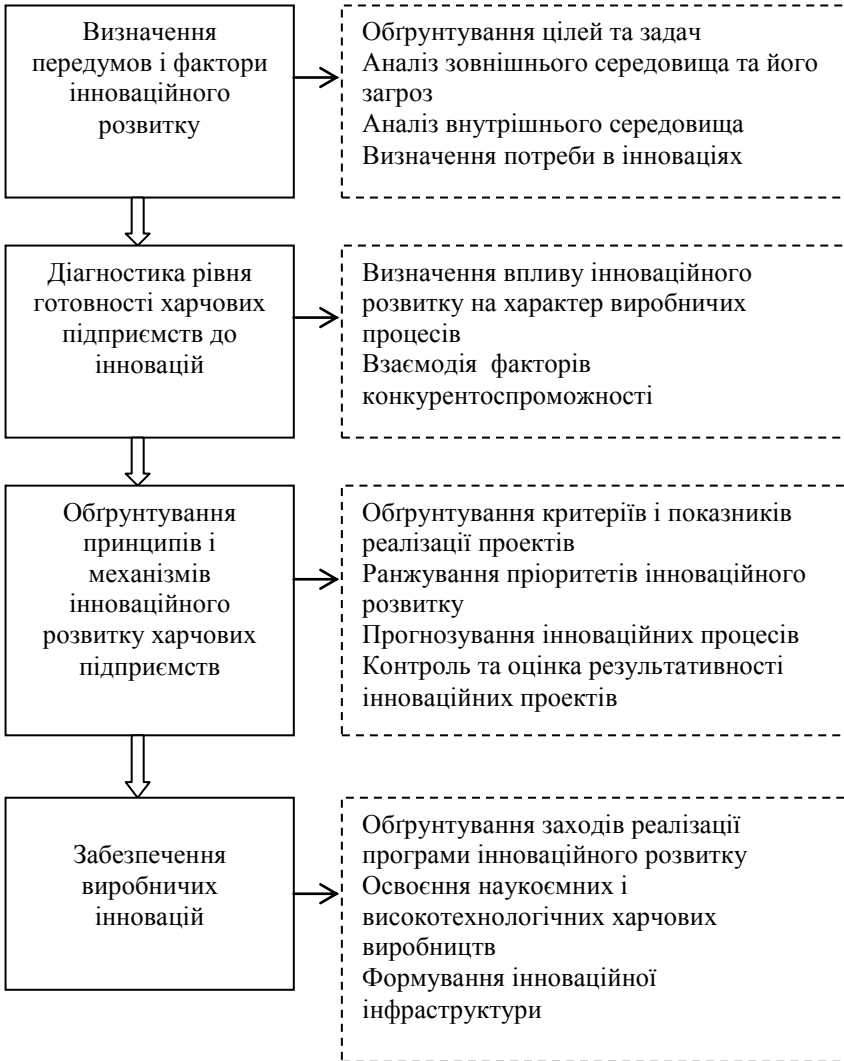 Визначення
передумов і фактори
інноваційного
розвитку
Обґрунтування цілей та задач
Аналіз зовнішнього середовища та його
загроз
Аналіз внутрішнього середовища
Визначення потреби в інноваціях
Діагностика рівня
готовності харчових
підприємств до
інновацій
Визначення впливу інноваційного
розвитку на характер виробничих
процесів
Взаємодія факторів
конкурентоспроможності
Обґрунтування
принципів і
механізмів
інноваційного
розвитку харчових
підприємств
Обґрунтування критеріїв і показників
реалізації проектів
Ранжування пріоритетів інноваційного
розвитку
Прогнозування інноваційних процесів
Контроль та оцінка результативності
інноваційних проектів
Забезпечення
виробничих
інновацій
Обґрунтування заходів реалізації
програми інноваційного розвитку
Освоєння наукоємних і
високотехнологічних харчових
виробництв
Формування інноваційної
інфраструктури